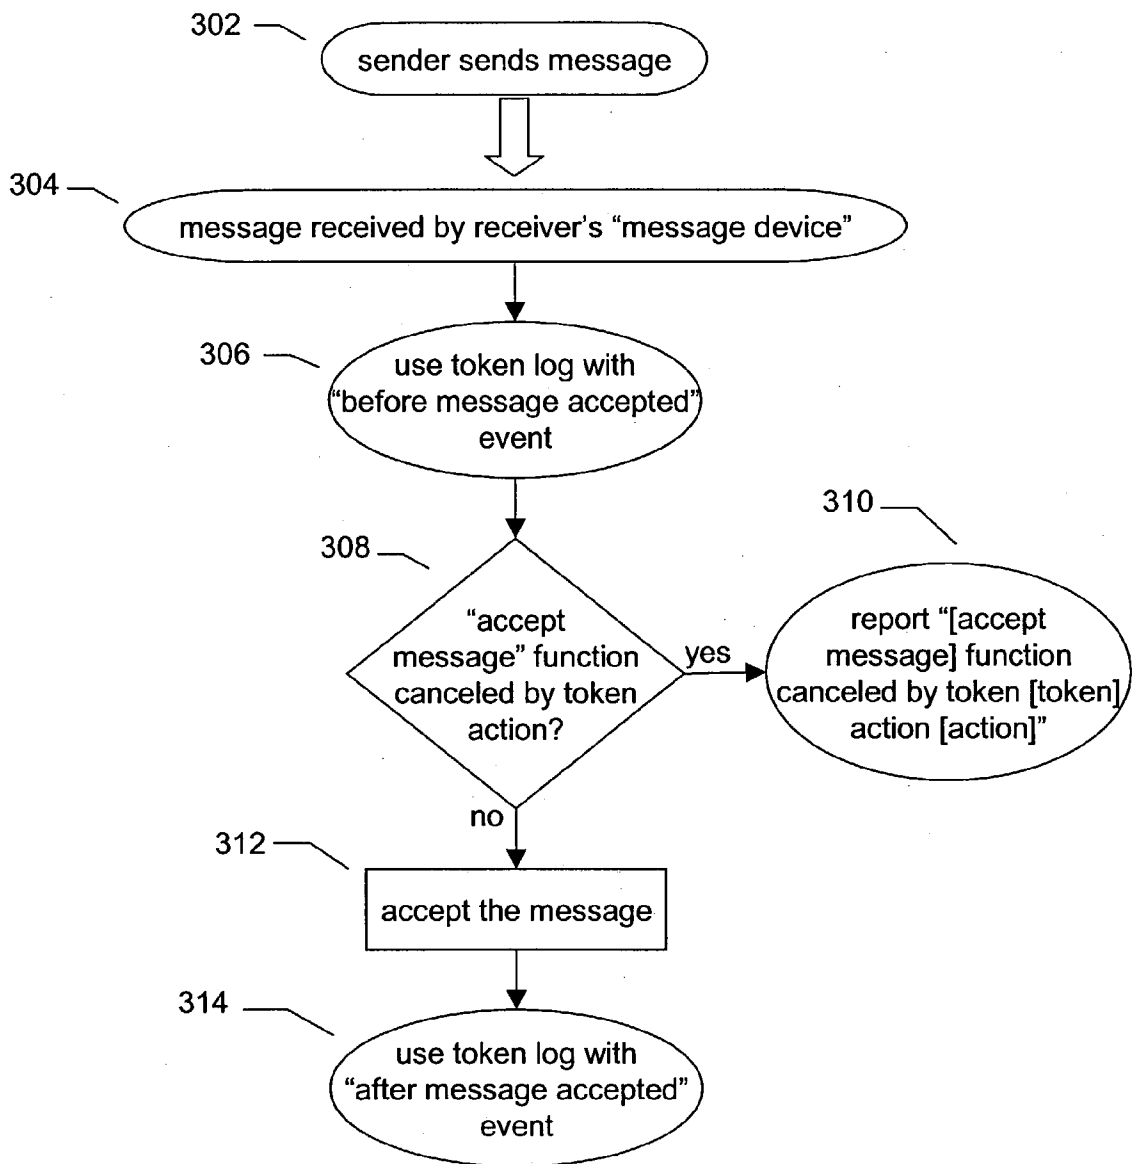 302
sender sends message
304
message received by receiver's “message device”
306
use token log with
“before message accepted”
event
308
“accept
message” function
canceled by token
action?
yes
310
report “[accept
message] function
canceled by token [token]
action [action]”
no
312
accept the message
314
use token log with
“after message accepted”
event